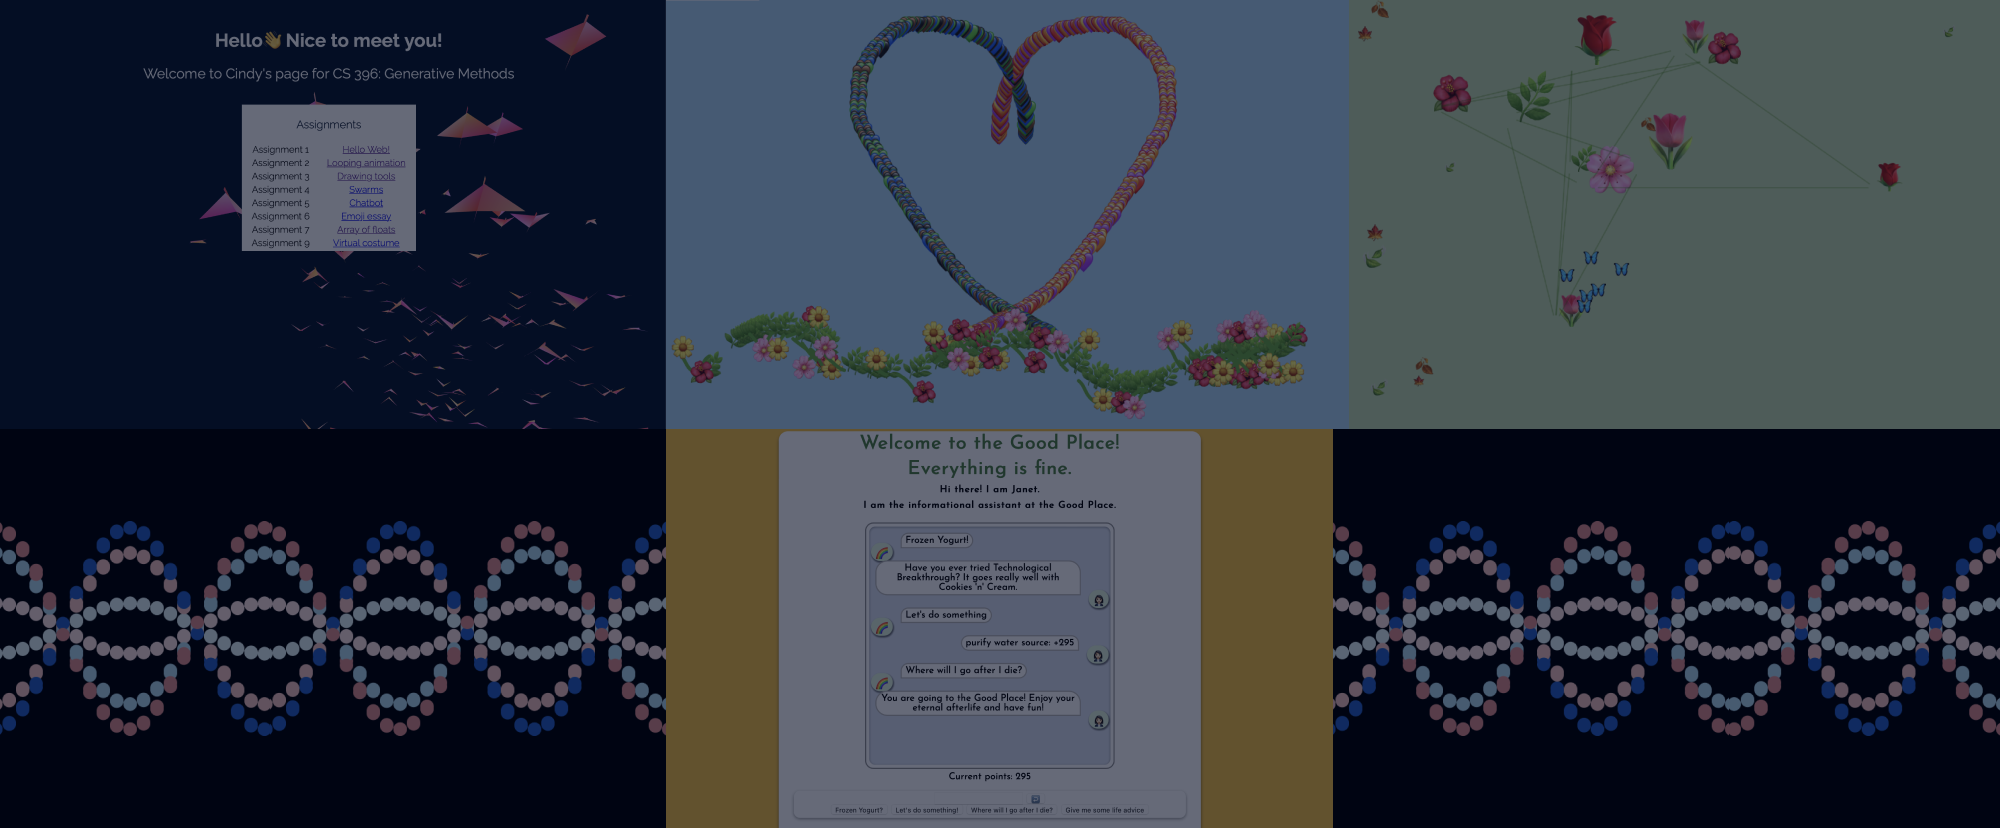 Hello👋 Nice to meet you!
Welcome to Cindy's page for CS 396: Generative Methods
Assignments
Assignment 1 Hello Web!
Assignment 2 Looping animation
Assignment 3 Drawing tools
Assignment 4 Swarms
Assignment 5 Chatbot
Assignment 6 Emoji essay
Assignment 7 Array of floats
Assignment 9 Virtual costume
Welcome to the Good Place!
Everything is fine.
Hi there! I am Janet.
I am the informational assistant at the Good Place.
Frozen Yogurt!
Have you ever tried Technological
Breakthrough? It goes really well with
Cookies 'n' Cream.
Let's do something
purify water source: +295
Where will I go after I die?
You are going to the Good Place! Enjoy your
eternal afterlife and have fun!
Current points: 295
Frozen Yogurt? Let's do something! Where will I go after I die? Give me some life advice